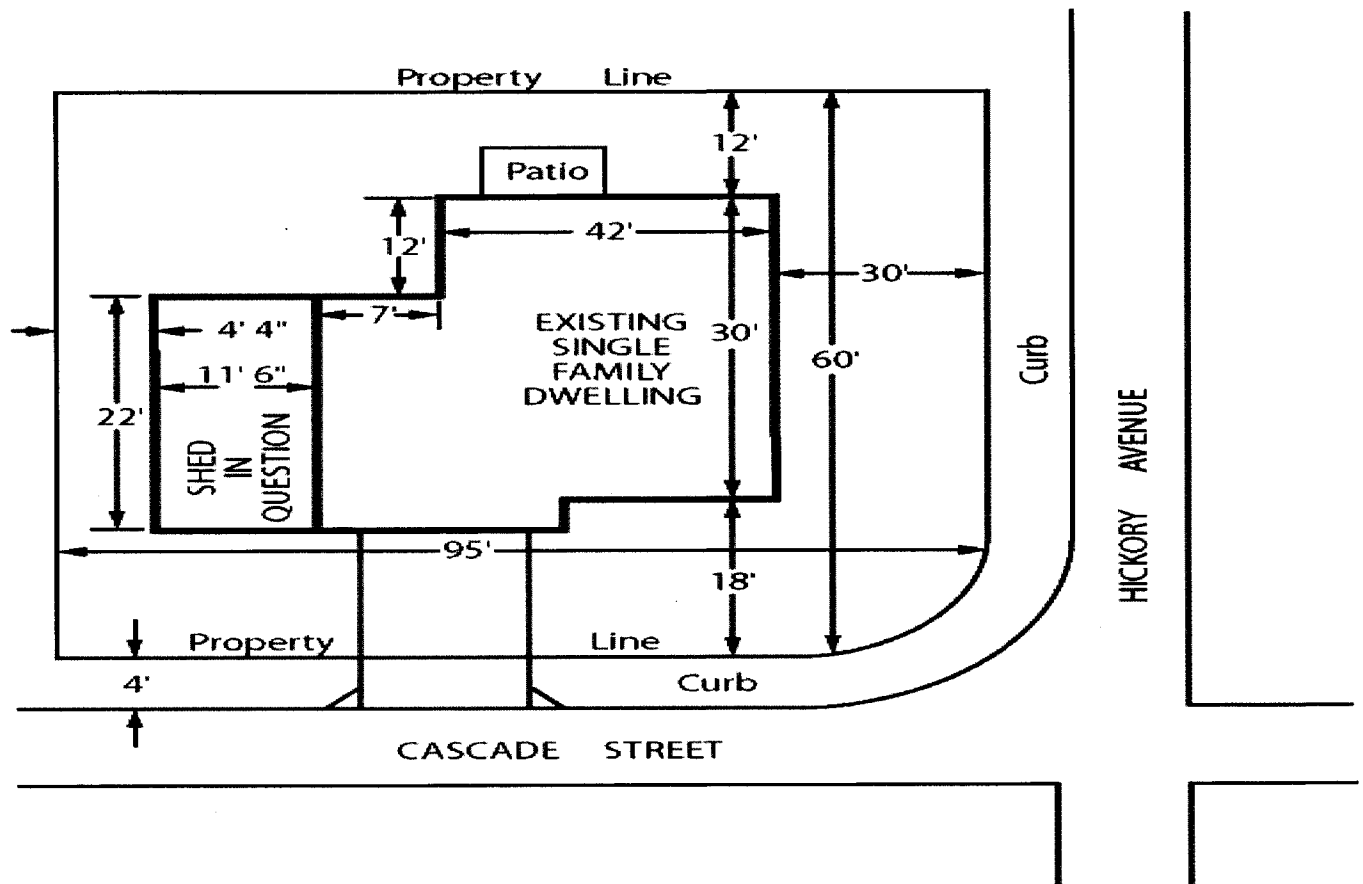 Property Line
12'
Patio
12'
42'
30'
7'
4' 4"
EXISTING
SINGLE
FAMILY
DWELLING
30'
60'
Curb
11' 6"
22'
SHED
IN
QUESTION
HICKORY AVENUE
95'
18'
Property Line
4'
Curb
CASCADE STREET